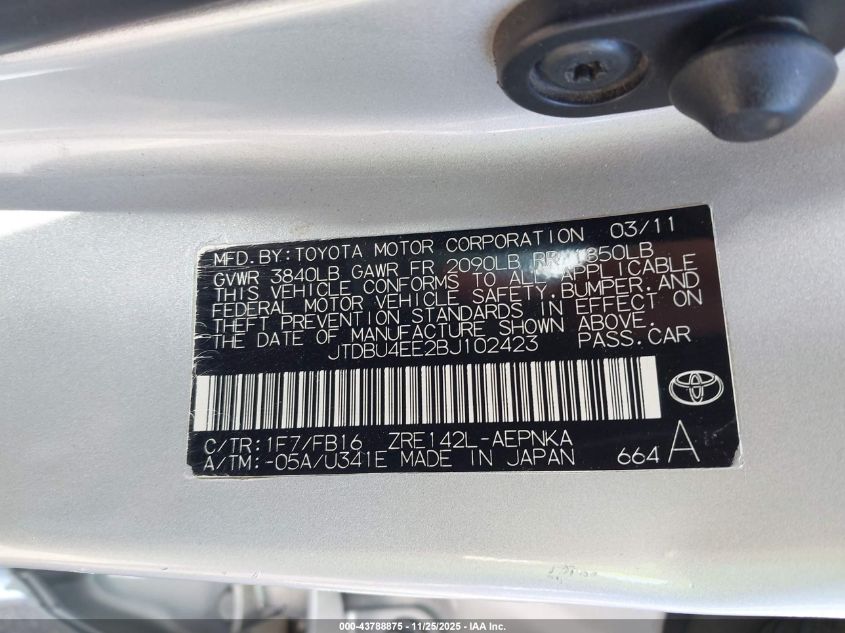 MFD. BY: TOYOTA MOTOR CORPORATION 03/11
GVWR 3840LB GAWR FR 2090LB RR 1850LB
THIS VEHICLE CONFORMS TO ALL APPLICABLE
FEDERAL MOTOR VEHICLE SAFETY, BUMPER, AND
THEFT PREVENTION STANDARDS IN EFFECT ON
THE DATE OF MANUFACTURE SHOWN ABOVE.
JTDBU4EE2BJ102423 PASS. CAR
C/TR: 1F7/FB16 ZRE142L-AEPNKA
A/TM: -05A/U341E MADE IN JAPAN 664 A
000-43788875 - 11/25/2025 - IAA Inc.